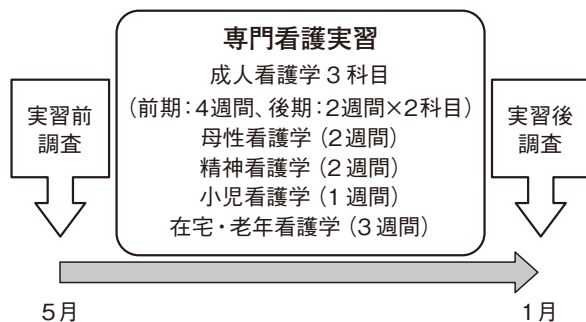 専門看護実習
成人看護学3科目
(前期:4週間、後期:2週間×2科目)
母性看護学(2週間)
精神看護学(2週間)
小児看護学(1週間)
在宅・老年看護学(3週間)
実習前
調査
実習後
調査
5月
1月